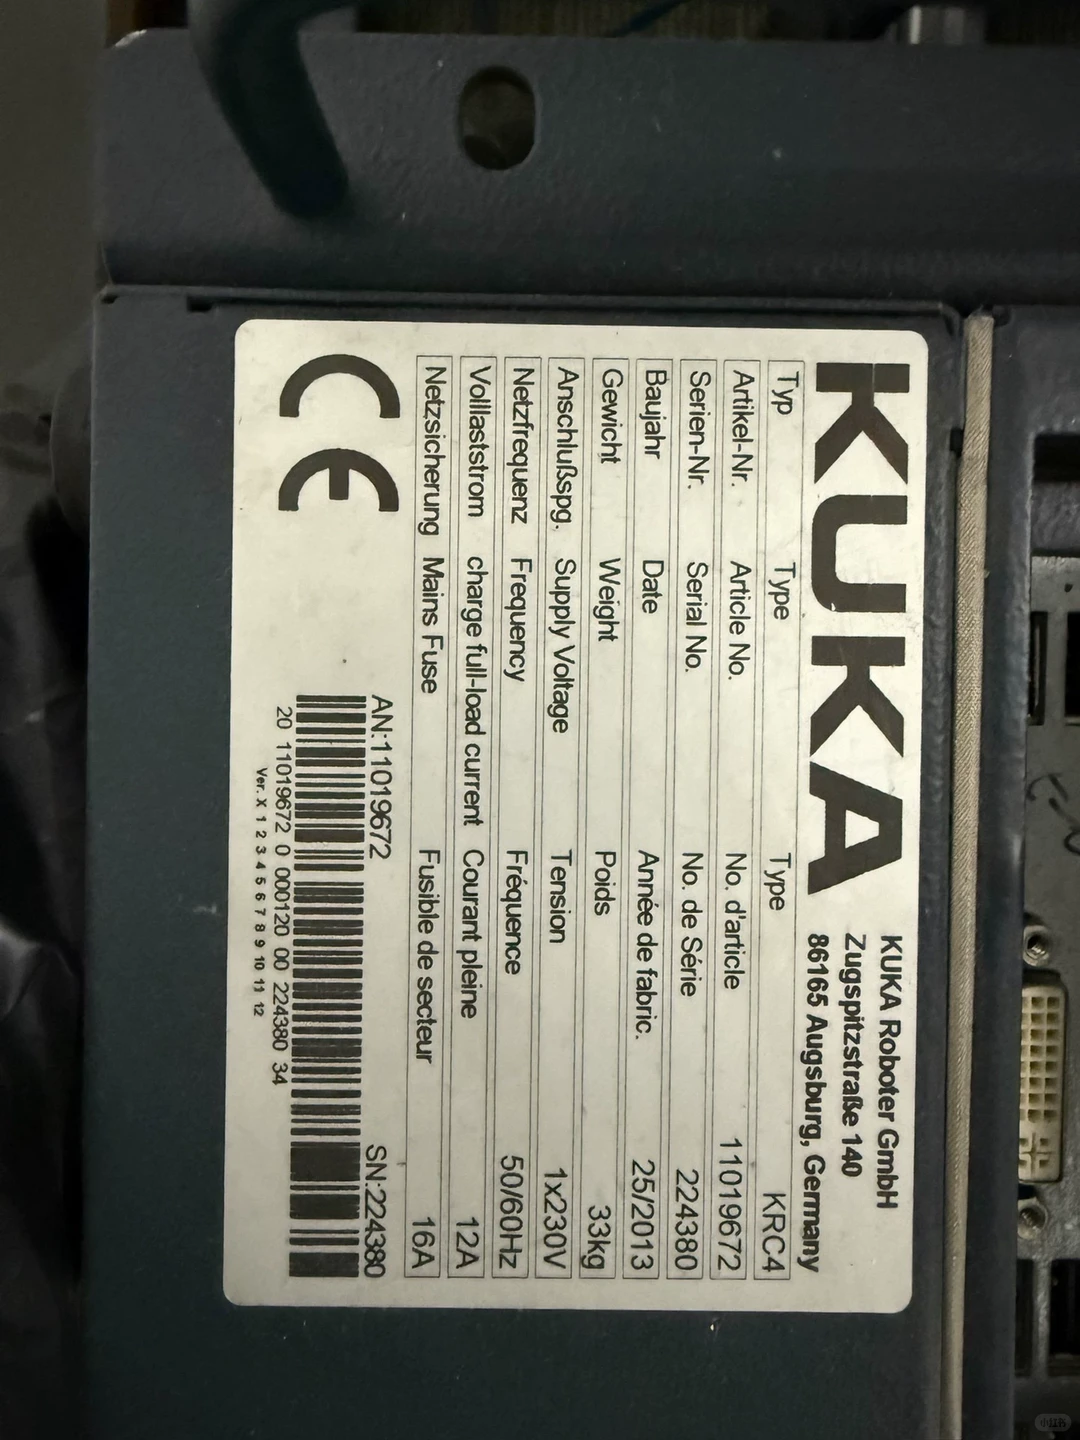 KUKA
KUKA Roboter GmbH
Zugspitzstraße 140
86165 Augsburg, Germany
Typ Type Type KRC4
Artikel-Nr. Article No. No. d'article 11019672
Serien-Nr. Serial No. No. de Série 224380
Baujahr Date Année de fabric. 25/2013
Gewicht Weight Poids 33kg
Anschlußspg. Supply Voltage Tension 1x230V
Netzfrequenz Frequency Fréquence 50/60Hz
Volllaststrom charge full-load current Courant pleine 12A
Netzsicherung Mains Fuse Fusible de secteur 16A
CE
AN:11019672 SN:224380
20 11019672 0 000120 00 224380 34
Ver. X 1 2 3 4 5 6 7 8 9 10 11 12